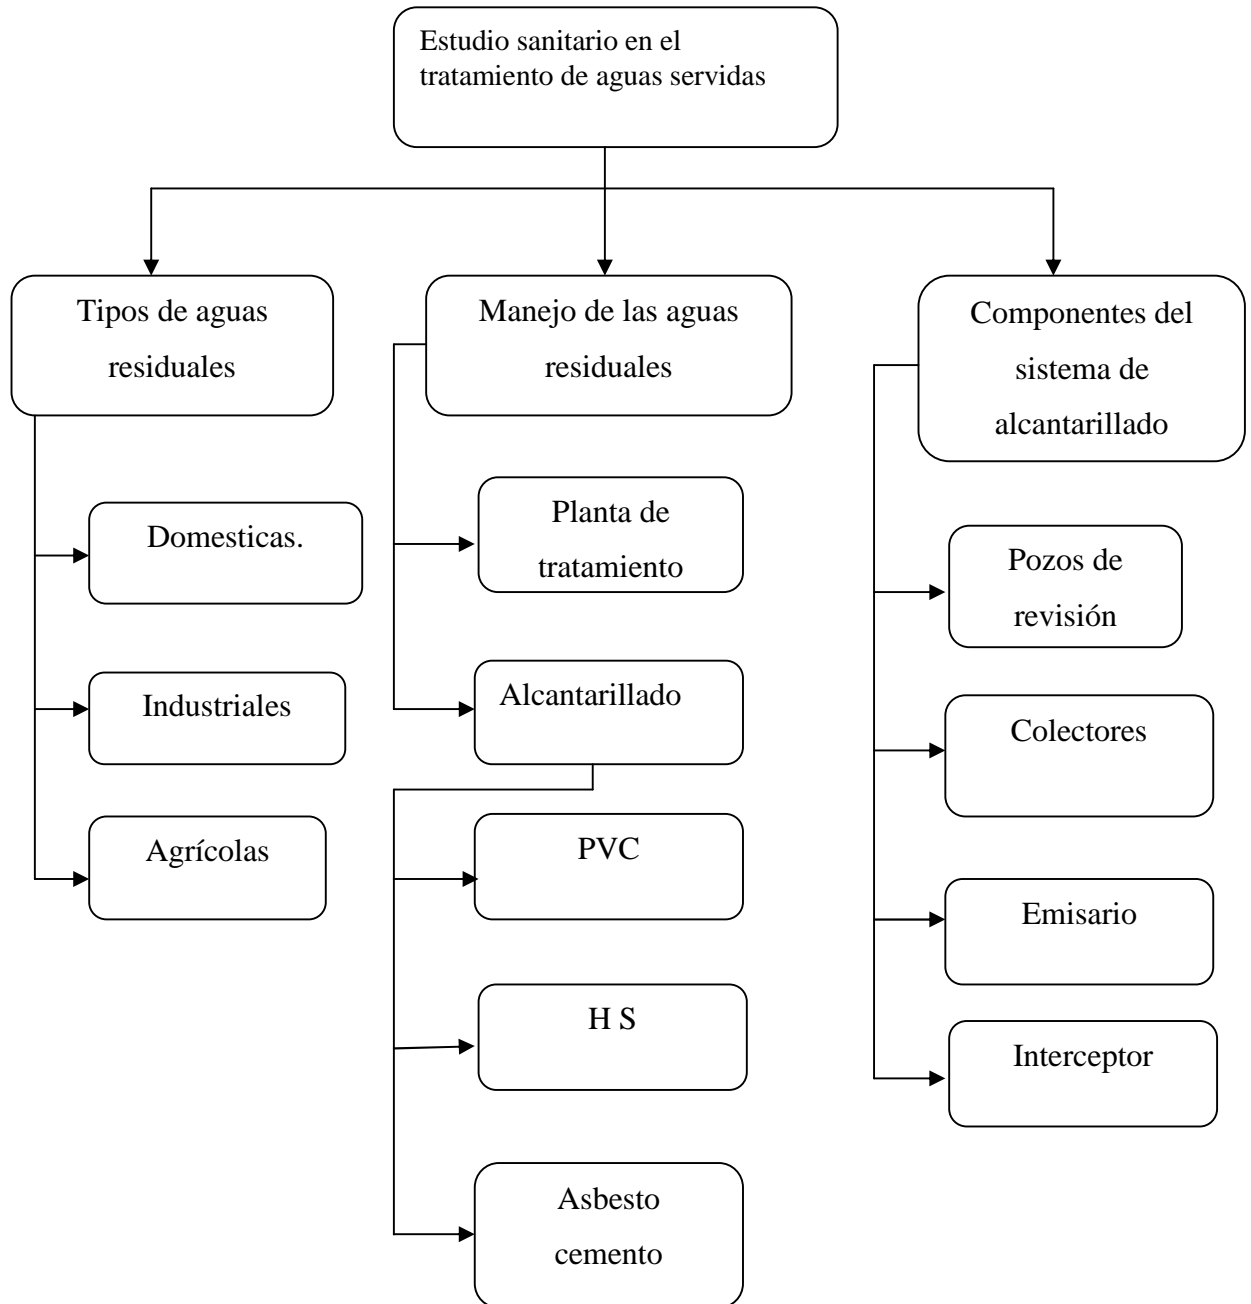 Estudio sanitario en el
tratamiento de aguas servidas
Tipos de aguas
residuales
Domesticas.
Industriales
Agrícolas
Manejo de las aguas
residuales
Planta de
tratamiento
Alcantarillado
PVC
H S
Asbesto
cemento
Componentes del
sistema de
alcantarillado
Pozos de
revisión
Colectores
Emisario
Interceptor